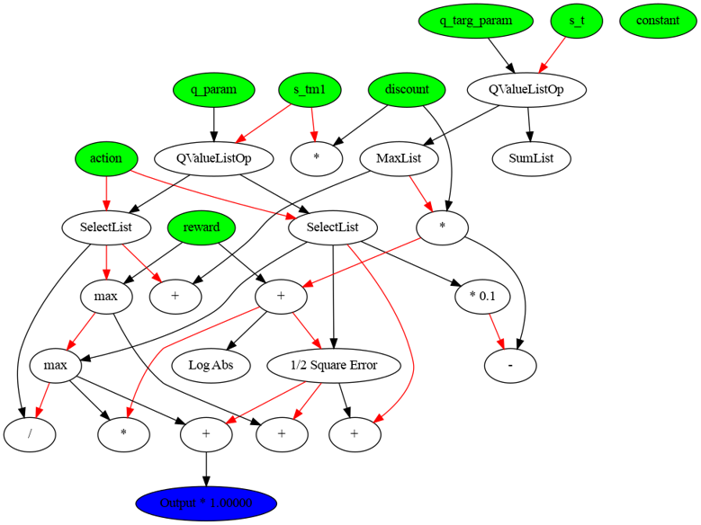 q_targ_param s_t constant
q_param s_tm1 discount QValueListOp
action QValueListOp * MaxList SumList
SelectList reward SelectList *
max + + * 0.1
max Log Abs 1/2 Square Error -
/ * + + +
Output * 1.00000